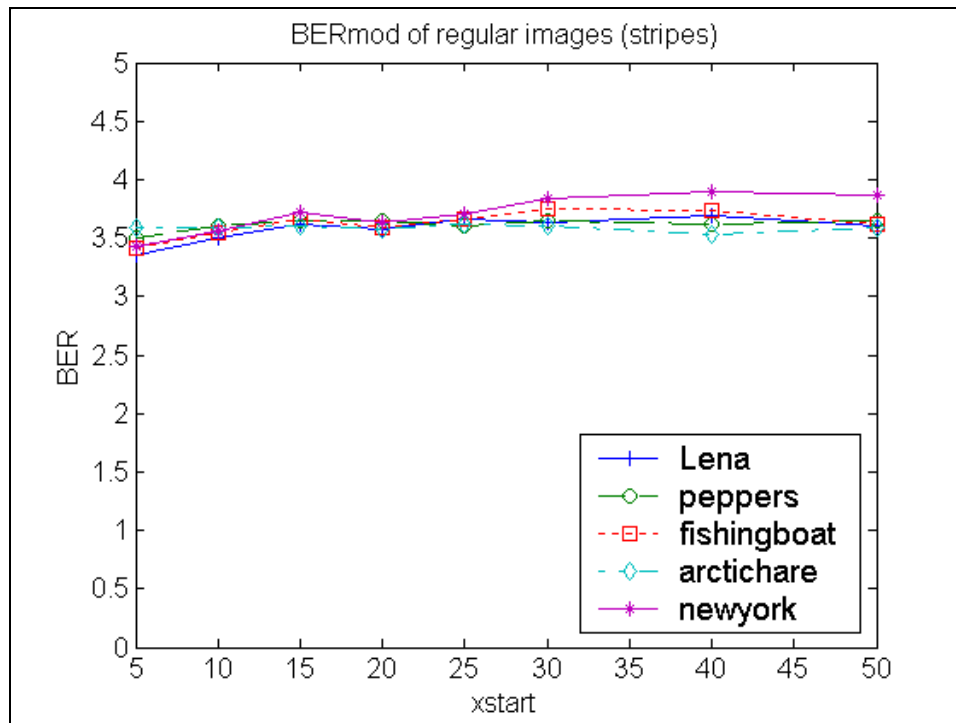 BERmod of regular images (stripes)
5
4.5
4
3.5
3
2.5
2
1.5
1
0.5
0
BER
Lena
peppers
fishingboat
arctichare
newyork
5 10 15 20 25 30 35 40 45 50
xstart